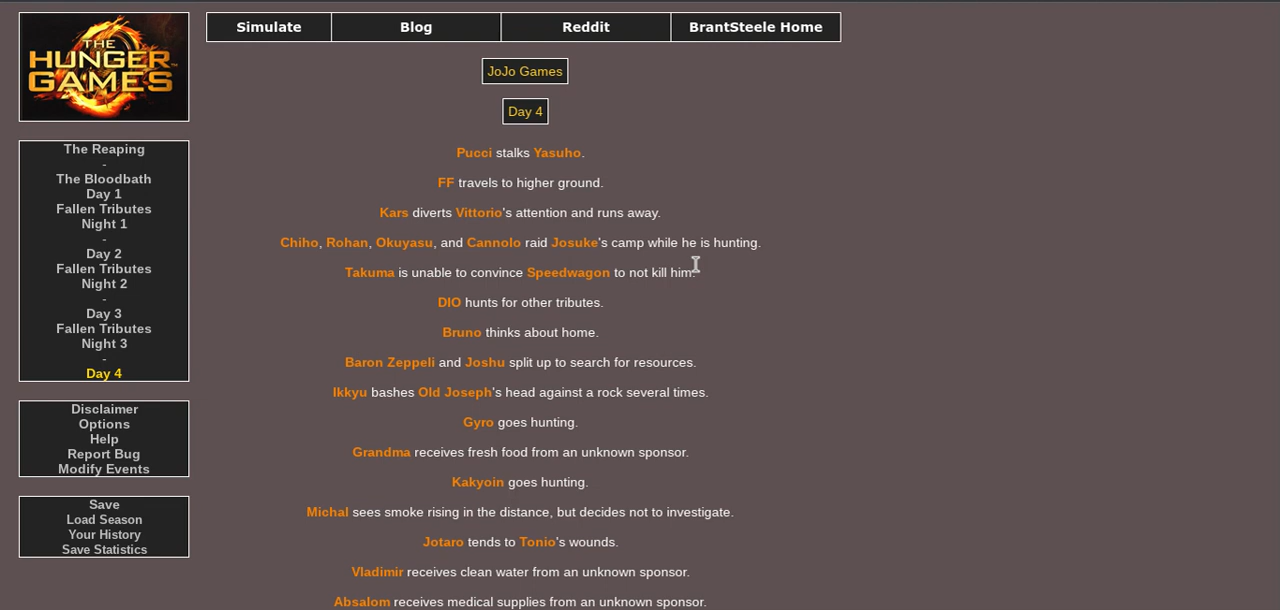 THE
HUNGER
GAMES
Simulate
Blog
Reddit
BrantSteele Home
The Reaping
-
The Bloodbath
Day 1
Fallen Tributes
Night 1
-
Day 2
Fallen Tributes
Night 2
-
Day 3
Fallen Tributes
Night 3
-
Day 4
Disclaimer
Options
Help
Report Bug
Modify Events
Save
Load Season
Your History
Save Statistics
JoJo Games
Day 4
Pucci stalks Yasuho.
FF travels to higher ground.
Kars diverts Vittorio's attention and runs away.
Chiho, Rohan, Okuyasu, and Cannolo raid Josuke's camp while he is hunting.
Takuma is unable to convince Speedwagon to not kill him.
DIO hunts for other tributes.
Bruno thinks about home.
Baron Zeppeli and Joshu split up to search for resources.
Ikkyu bashes Old Joseph's head against a rock several times.
Gyro goes hunting.
Grandma receives fresh food from an unknown sponsor.
Kakyoin goes hunting.
Michal sees smoke rising in the distance, but decides not to investigate.
Jotaro tends to Tonio's wounds.
Vladimir receives clean water from an unknown sponsor.
Absalom receives medical supplies from an unknown sponsor.